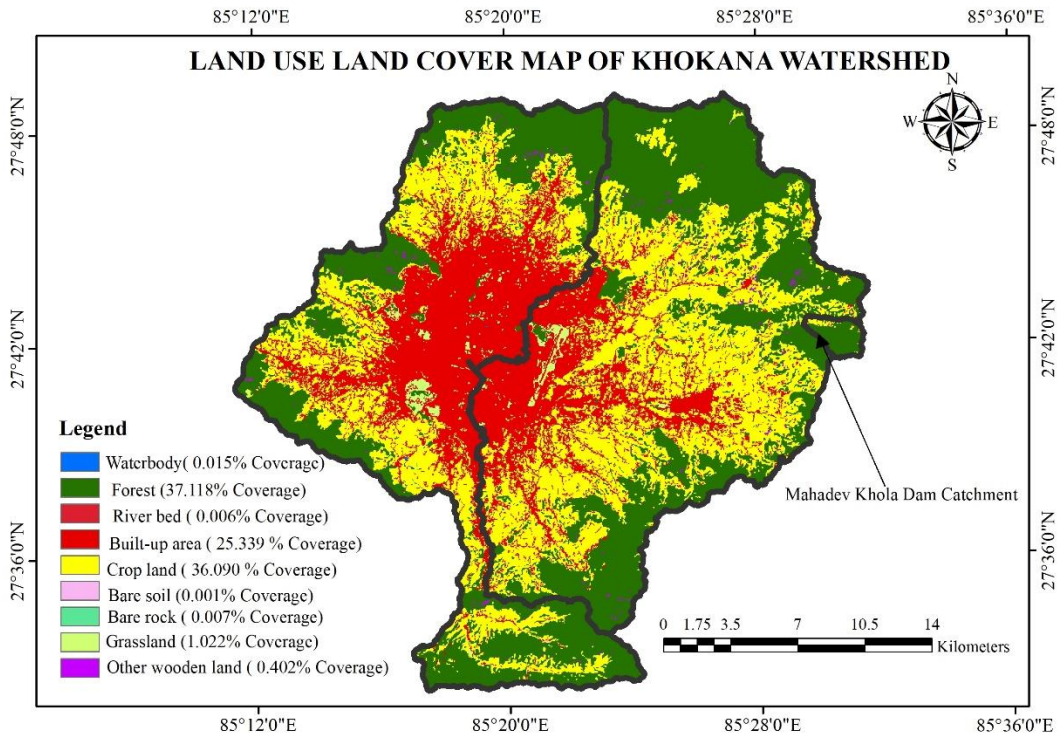 85°12'0"E 85°20'0"E 85°28'0"E 85°36'0"E
LAND USE LAND COVER MAP OF KHOKANA WATERSHED
N
W E
S
27°48'0"N 27°48'0"N
27°42'0"N 27°42'0"N
Mahadev Khola Dam Catchment
27°36'0"N 27°36'0"N
Legend
Waterbody( 0.015% Coverage)
Forest (37.118% Coverage)
River bed ( 0.006% Coverage)
Built-up area ( 25.339 % Coverage)
Crop land ( 36.090 % Coverage)
Bare soil (0.001% Coverage)
Bare rock ( 0.007% Coverage)
Grassland (1.022% Coverage)
Other wooden land ( 0.402% Coverage)
0 1.75 3.5 7 10.5 14
Kilometers
85°12'0"E 85°20'0"E 85°28'0"E 85°36'0"E